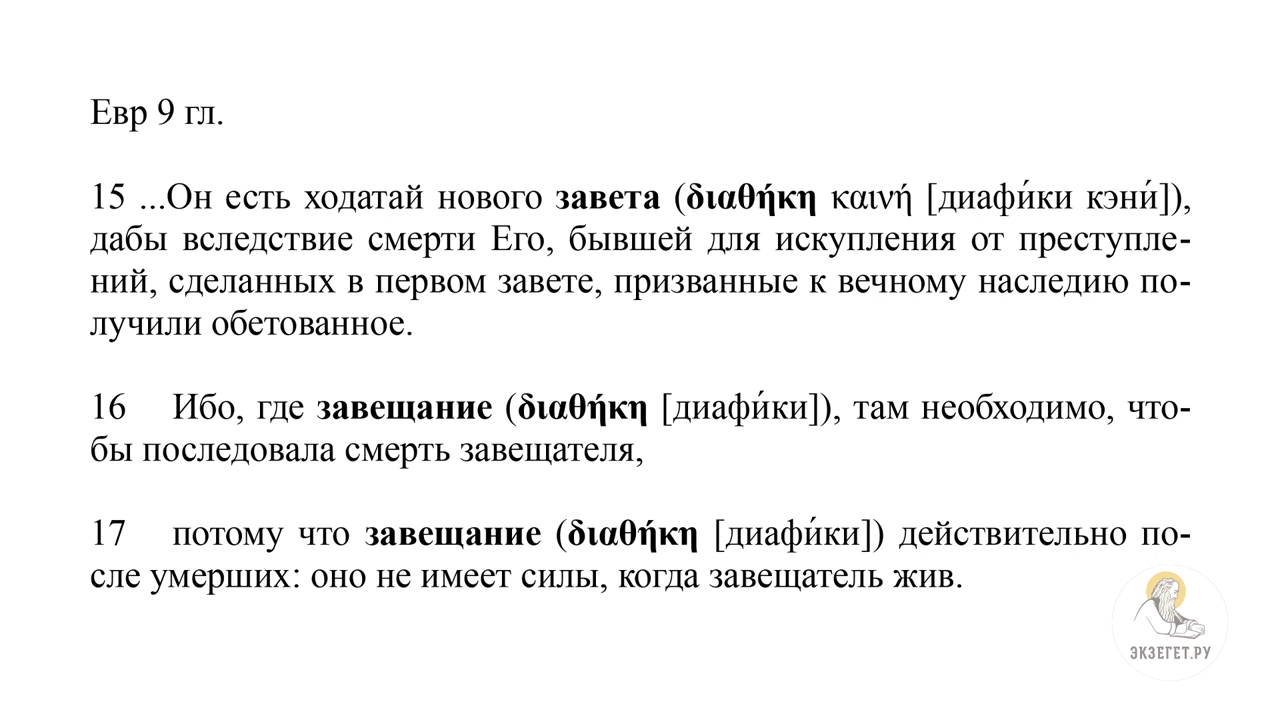 Евр 9 гл.
15 ...Он есть ходатай нового завета (διαθήκη καινή [диафи́ки кэни́]),
дабы вследствие смерти Его, бывшей для искупления от преступле-
ний, сделанных в первом завете, призванные к вечному наследию по-
лучили обетованное.
16 Ибо, где завещание (διαθήκη [диафи́ки]), там необходимо, что-
бы последовала смерть завещателя,
17 потому что завещание (διαθήκη [диафи́ки]) действительно по-
сле умерших: оно не имеет силы, когда завещатель жив.
ЭКЗЕГЕТ.РУ